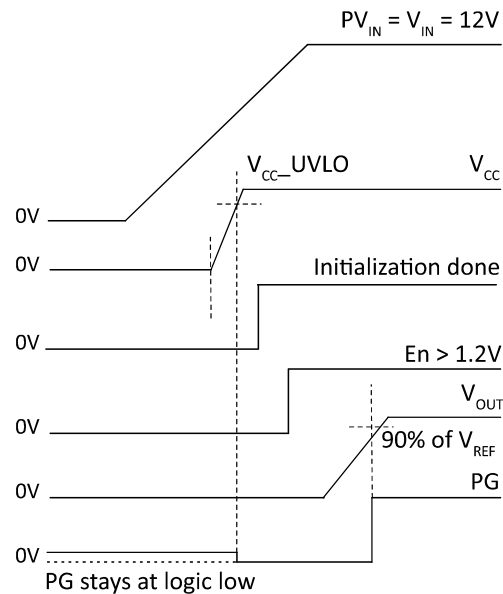 PV_IN = V_IN = 12V
V_CC_UVLO
V_CC
0V
0V
Initialization done
0V
En > 1.2V
0V
V_OUT
90% of V_REF
0V
PG
0V
PG stays at logic low